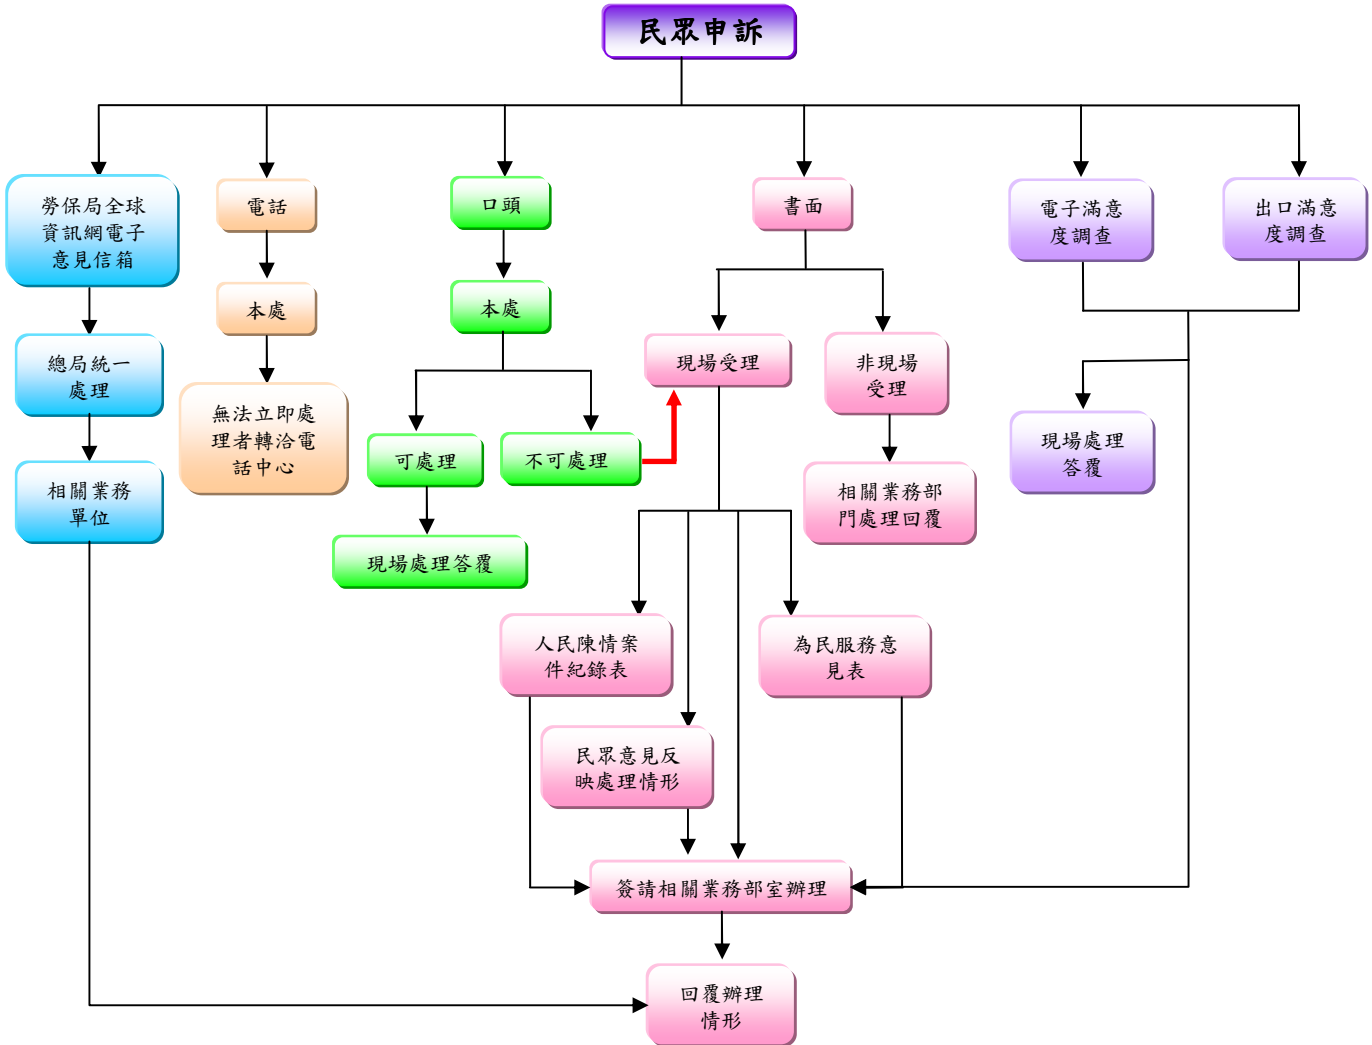 民眾申訴
勞保局全球
資訊網電子
意見信箱
電話
口頭
書面
電子滿意
度調查
出口滿意
度調查
本處
本處
總局統一
處理
現場受理
非現場
受理
無法立即處
理者轉洽電
話中心
可處理
不可處理
現場處理
答覆
相關業務
單位
相關業務部
門處理回覆
現場處理答覆
人民陳情案
件紀錄表
為民服務意
見表
民眾意見反
映處理情形
簽請相關業務部室辦理
回覆辦理
情形